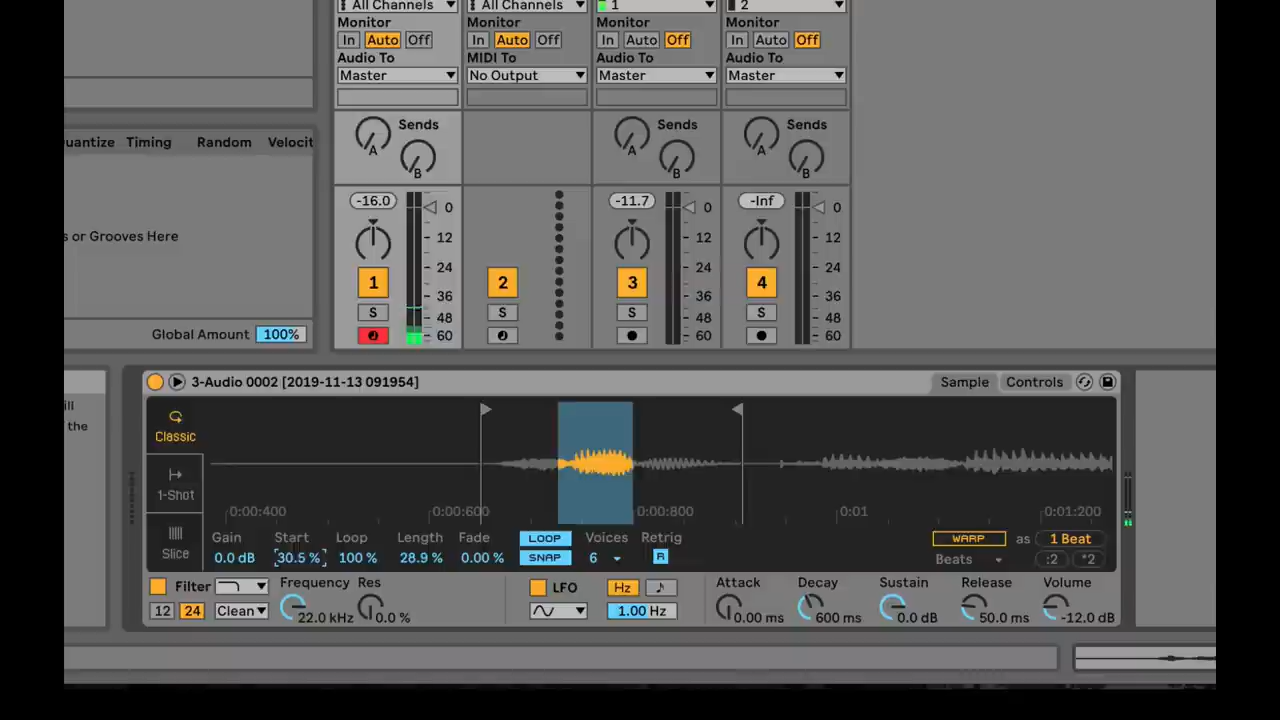 All Channels All Channels 1 2
Monitor Monitor Monitor Monitor
In Auto Off In Auto Off In Auto Off In Auto Off
Audio To MIDI To Audio To Audio To
Master No Output Master Master
Sends Sends Sends
A B A B A B
uantize Timing Random Velocit
-16.0 0 -11.7 0 -Inf 0
12 12 12
s or Grooves Here
24 24 24
1 2 3 4
36 36 36
S S S S
48 48 48
60 60 60
Global Amount 100%
3-Audio 0002 [2019-11-13 091954] Sample Controls
ill
the
Classic
1-Shot
Slice
0:00:400 0:00:600 0:00:800 0:01 0:01:200
Gain Start Loop Length Fade LOOP Voices Retrig WARP as 1 Beat
0.0 dB 30.5 % 100 % 28.9 % 0.00 % SNAP 6 R Beats :2 *2
Filter Frequency Res LFO Hz ♪ Attack Decay Sustain Release Volume
12 24 Clean 22.0 kHz 0.0 % 1.00 Hz 0.00 ms 600 ms 0.0 dB 50.0 ms -12.0 dB